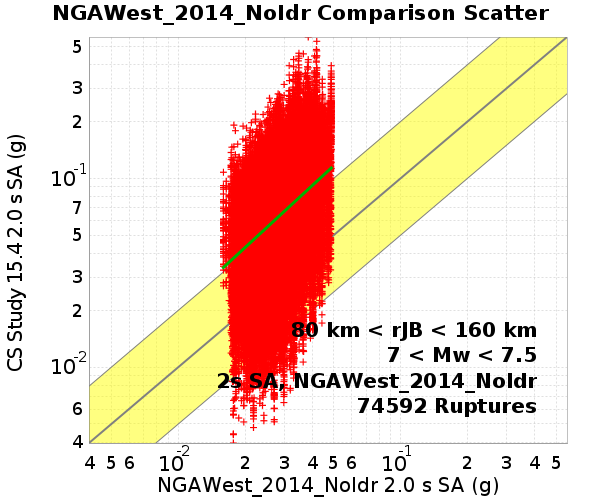 NGAWest_2014_NoIdr Comparison Scatter
CS Study 15.4 2.0 s SA (g)
5
3
2
10-1
7
5
3
2
10-2
6
4
80 km < rJB < 160 km
7 < Mw < 7.5
2s SA, NGAWest_2014_NoIdr
74592 Ruptures
4 5 6 10-2 2 3 4 5 6 10-1 2 3 4 5
NGAWest_2014_NoIdr 2.0 s SA (g)